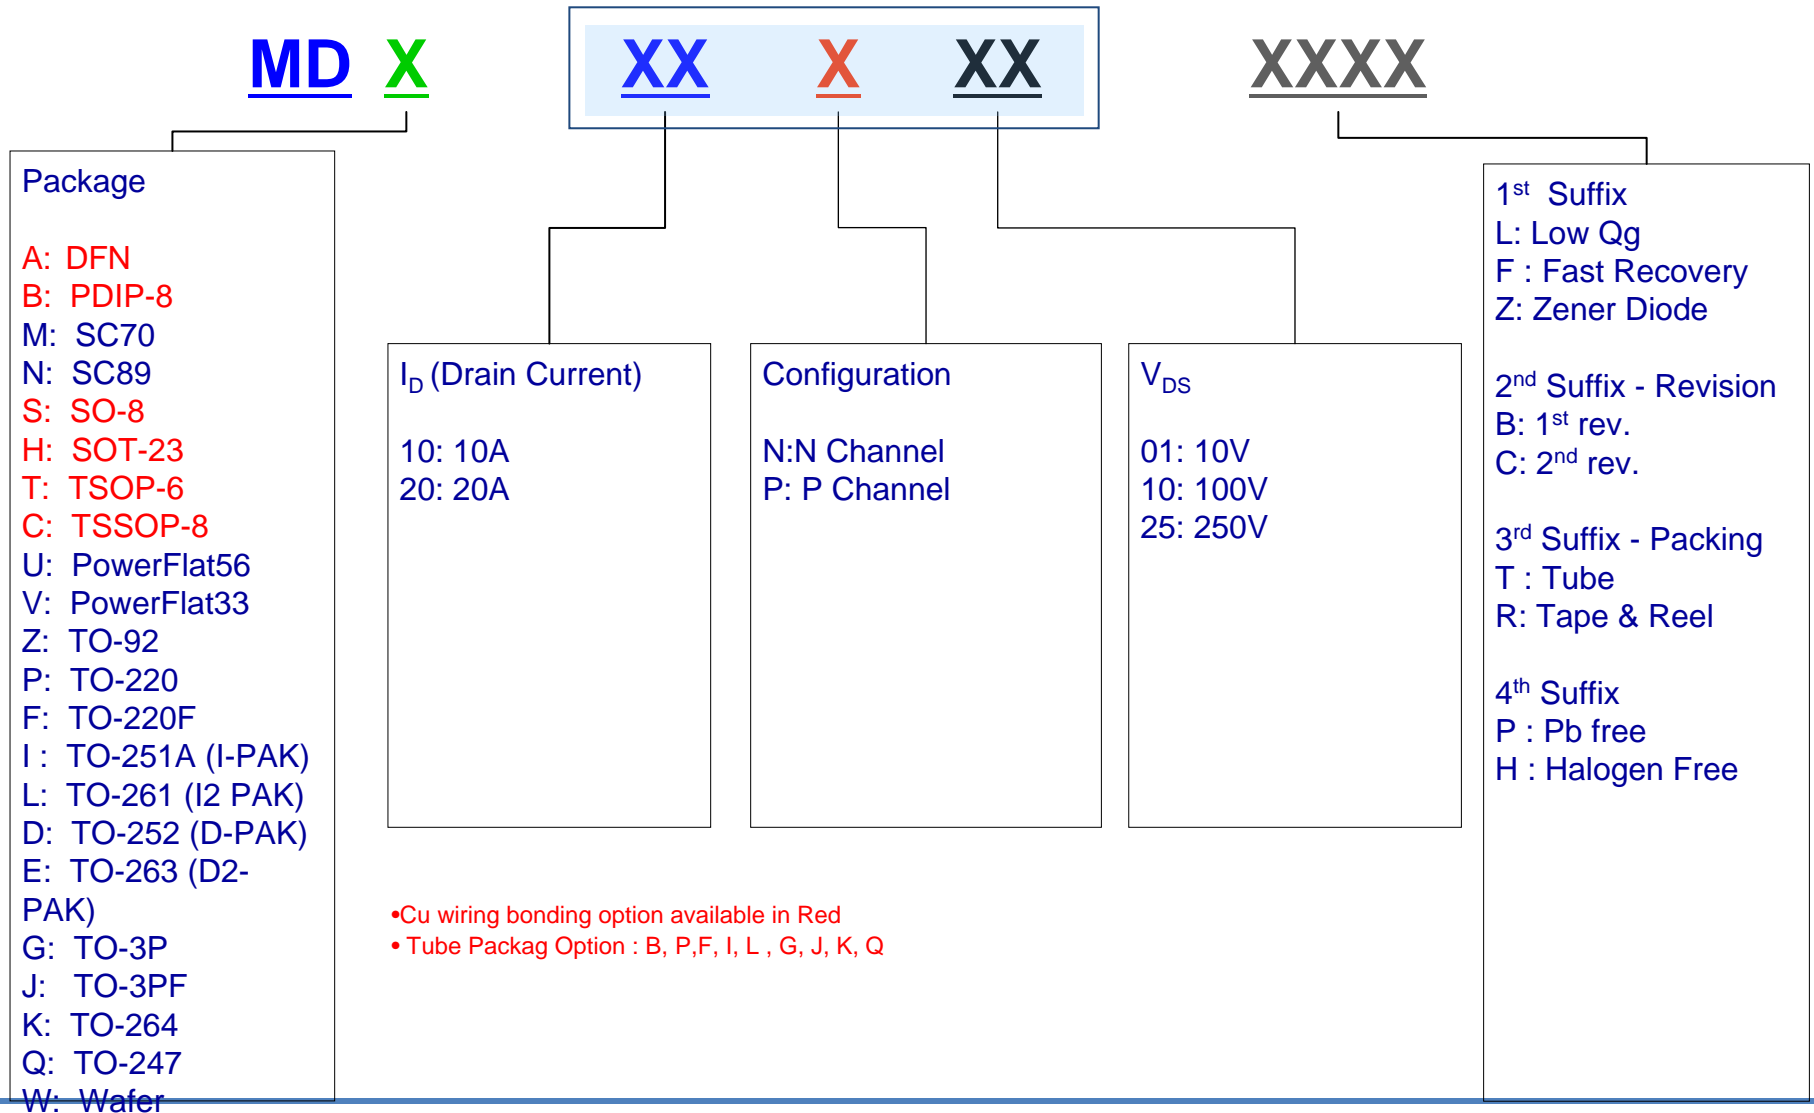 MD X XX X XX XXXX
Package
A: DFN
B: PDIP-8
M: SC70
N: SC89
S: SO-8
H: SOT-23
T: TSOP-6
C: TSSOP-8
U: PowerFlat56
V: PowerFlat33
Z: TO-92
P: TO-220
F: TO-220F
I : TO-251A (I-PAK)
L: TO-261 (I2 PAK)
D: TO-252 (D-PAK)
E: TO-263 (D2-
PAK)
G: TO-3P
J: TO-3PF
K: TO-264
Q: TO-247
W: Wafer
ID (Drain Current)
10: 10A
20: 20A
Configuration
N:N Channel
P: P Channel
VDS
01: 10V
10: 100V
25: 250V
1st Suffix
L: Low Qg
F : Fast Recovery
Z: Zener Diode
2nd Suffix - Revision
B: 1st rev.
C: 2nd rev.
3rd Suffix - Packing
T : Tube
R: Tape & Reel
4th Suffix
P : Pb free
H : Halogen Free
•Cu wiring bonding option available in Red
• Tube Packag Option : B, P,F, I, L , G, J, K, Q